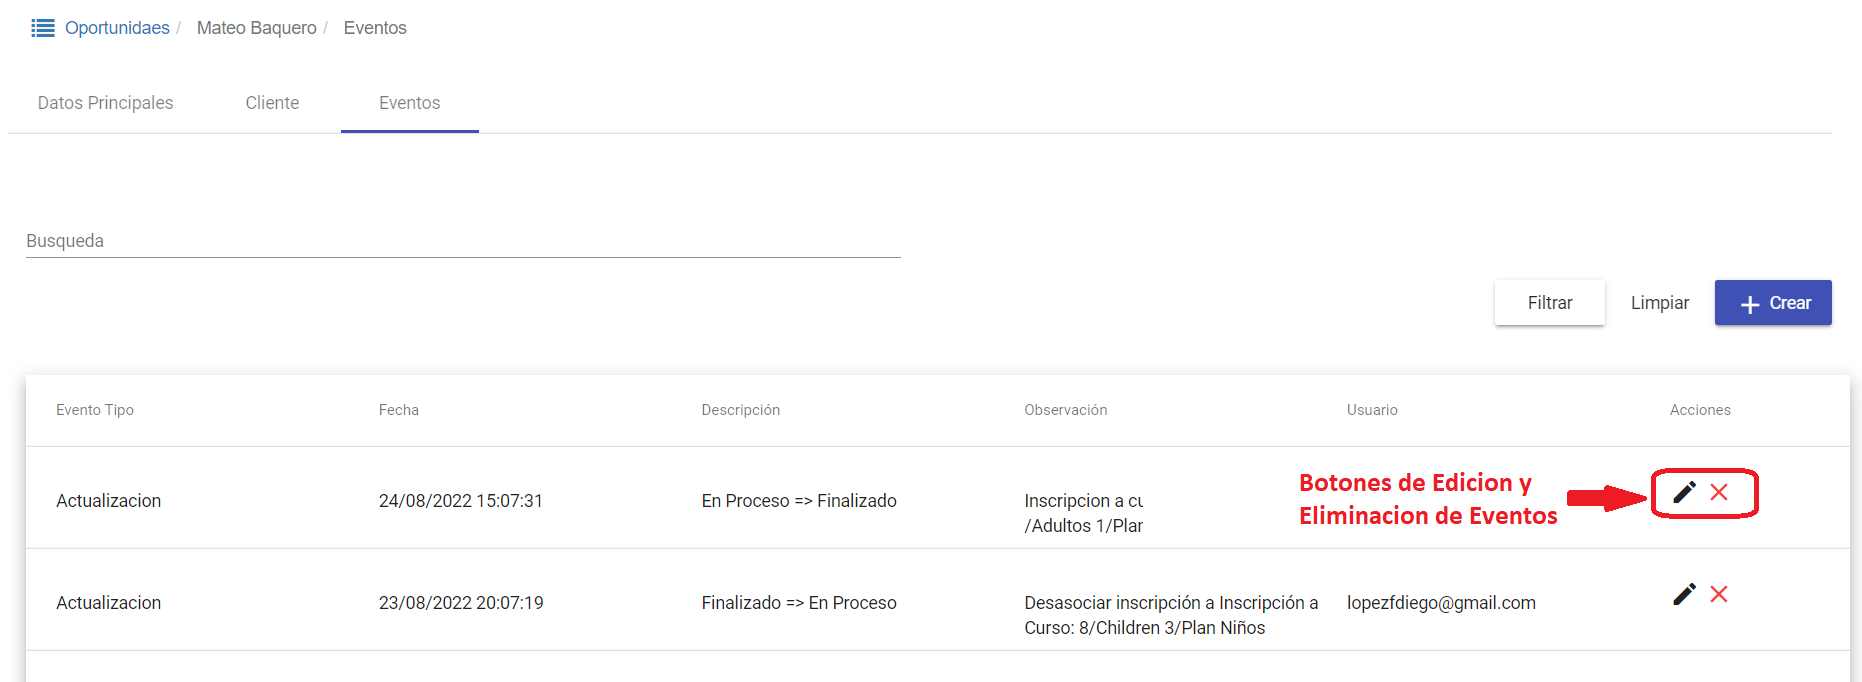 Oportunidaes / Mateo Baquero / Eventos
Datos Principales Cliente Eventos
Busqueda
Filtrar Limpiar + Crear
Evento Tipo Fecha Descripción Observación Usuario Acciones
Actualizacion 24/08/2022 15:07:31 En Proceso => Finalizado Inscripcion a
/Adultos 1/Plan
Botones de Edicion y
Eliminacion de Eventos
Actualizacion 23/08/2022 20:07:19 Finalizado => En Proceso Desasociar inscripción a Inscripción a lopezfdiego@gmail.com
Curso: 8/Children 3/Plan Niños